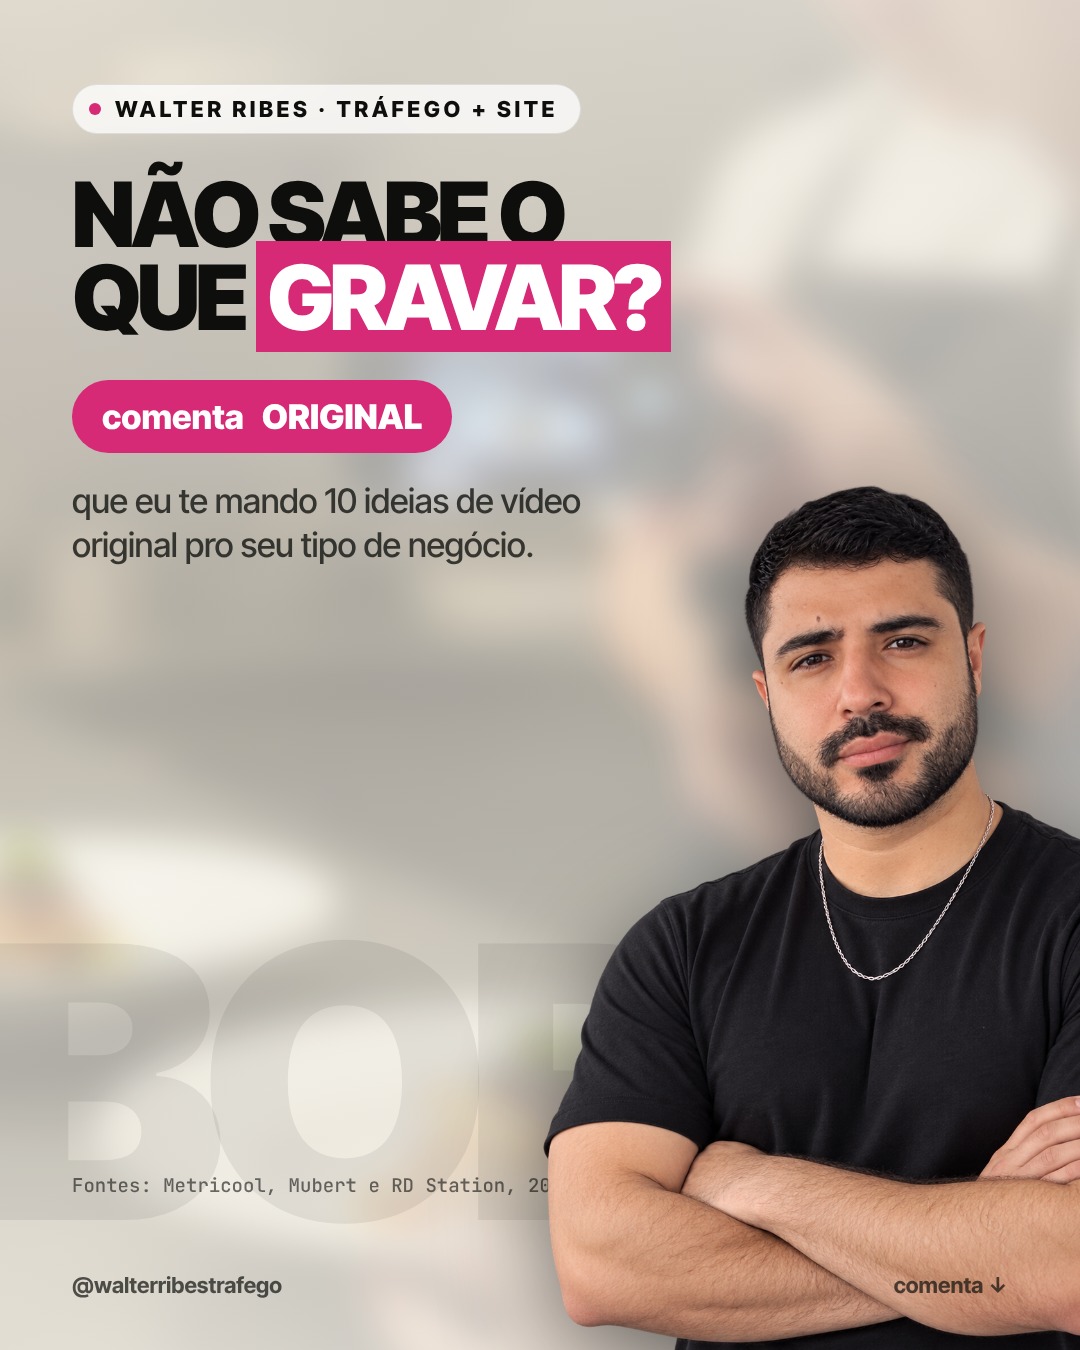 WALTER RIBES · TRÁFEGO + SITE
NÃO SABE O
QUE GRAVAR?
comenta ORIGINAL
que eu te mando 10 ideias de vídeo
original pro seu tipo de negócio.
Fontes: Metricool, Mubert e RD Station,
@walterribestrafego
comenta ↓